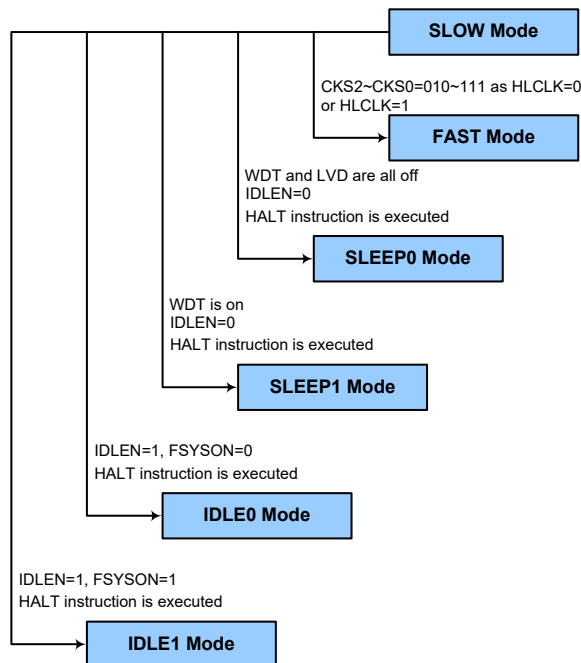 SLOW Mode
CKS2~CKS0=010~111 as HLCLK=0
or HLCLK=1
FAST Mode
WDT and LVD are all off
IDLEN=0
HALT instruction is executed
SLEEP0 Mode
WDT is on
IDLEN=0
HALT instruction is executed
SLEEP1 Mode
IDLEN=1, FSYSON=0
HALT instruction is executed
IDLE0 Mode
IDLEN=1, FSYSON=1
HALT instruction is executed
IDLE1 Mode